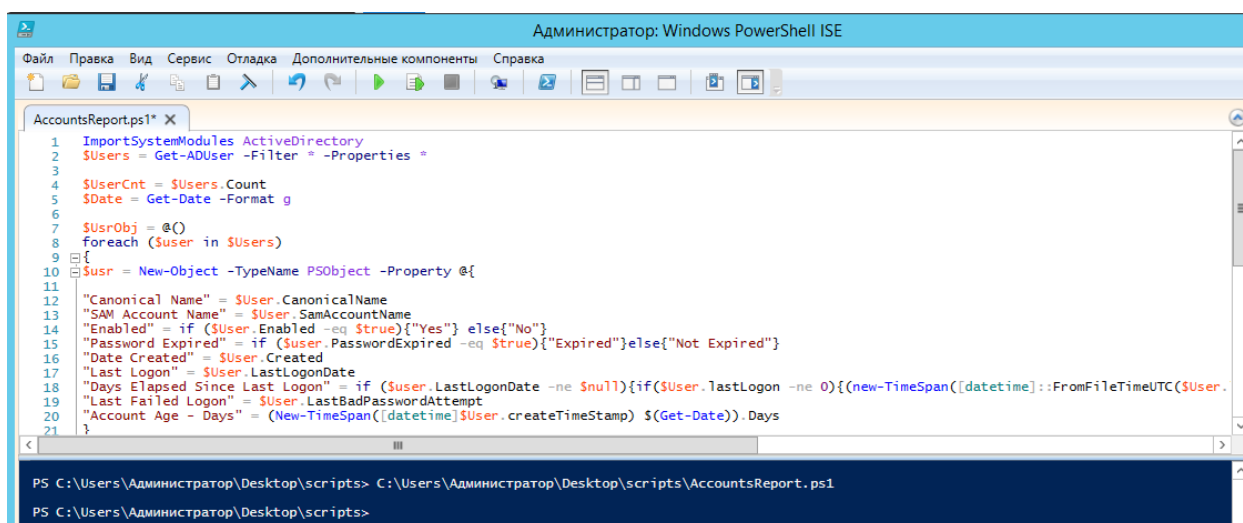 Администратор: Windows PowerShell ISE
Файл Правка Вид Сервис Отладка Дополнительные компоненты Справка
AccountsReport.ps1* X
1 ImportSystemModules ActiveDirectory
2 $Users = Get-ADUser -Filter * -Properties *
3
4 $UserCnt = $Users.Count
5 $Date = Get-Date -Format g
6
7 $UsrObj = @()
8 foreach ($user in $Users)
9 {
10 $usr = New-Object -TypeName PSObject -Property @{
11
12 "Canonical Name" = $User.CanonicalName
13 "SAM Account Name" = $User.SamAccountName
14 "Enabled" = if ($User.Enabled -eq $true){"Yes"} else{"No"}
15 "Password Expired" = if ($user.PasswordExpired -eq $true){"Expired"}else{"Not Expired"}
16 "Date Created" = $User.Created
17 "Last Logon" = $User.LastLogonDate
18 "Days Elapsed Since Last Logon" = if ($user.LastLogonDate -ne $null){if($User.lastLogon -ne 0){(new-TimeSpan([datetime]::FromFileTimeUTC($User.
19 "Last Failed Logon" = $User.LastBadPasswordAttempt
20 "Account Age - Days" = (New-TimeSpan([datetime]$User.createTimeStamp) $(Get-Date)).Days
21 }
PS C:\Users\Администратор\Desktop\scripts> C:\Users\Администратор\Desktop\scripts\AccountsReport.ps1
PS C:\Users\Администратор\Desktop\scripts>